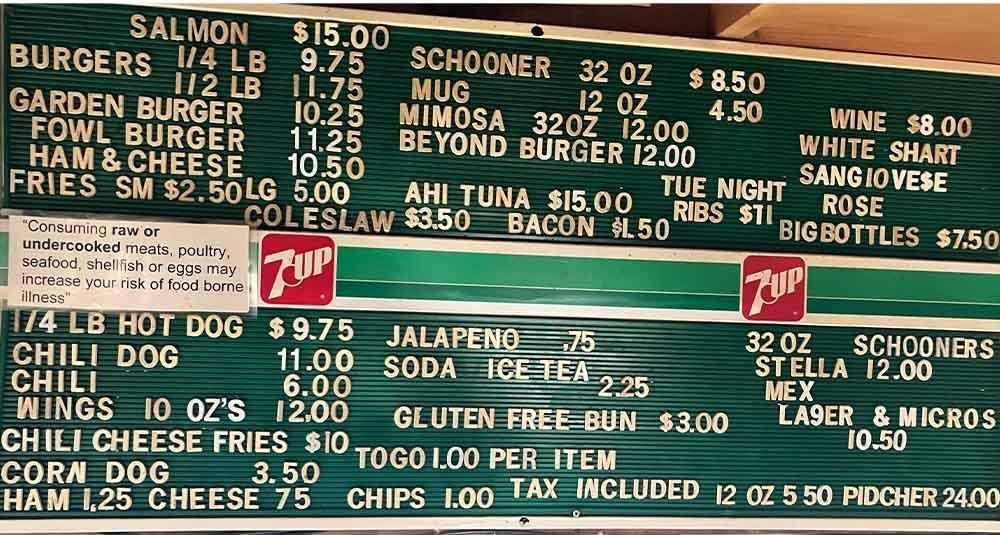 SALMON $15.00
BURGERS 1/4 LB 9.75
1/2 LB 11.75
GARDEN BURGER 10.25
FOWL BURGER 11.25
HAM & CHEESE 10.50
FRIES SM $2.50 LG 5.00
COLESLAW $3.50 BACON $1.50
SCHOONER 32 OZ $8.50
MUG 12 OZ 4.50
MIMOSA 32OZ 12.00
BEYOND BURGER 12.00
AHI TUNA $15.00
TUE NIGHT
RIBS $11
WINE $8.00
WHITE SHART
SANGIOVE$E
ROSE
BIG BOTTLES $7.50
"Consuming raw or
undercooked meats, poultry,
seafood, shellfish or eggs may
increase your risk of food borne
illness"
7UP
7UP
1/4 LB HOT DOG $9.75
CHILI DOG 11.00
CHILI 6.00
WINGS 10 OZ'S 12,00
CHILI CHEESE FRIES $10
CORN DOG 3.50
HAM 1,25 CHEESE 75 CHIPS 1.00
JALAPENO ,75
SODA ICE TEA 2.25
GLUTEN FREE BUN $3.00
TOGO 1.00 PER ITEM
TAX INCLUDED
32 OZ SCHOONERS
STELLA 12.00
MEX
LA9ER & MICROS
10.50
12 OZ 5 50 PIDCHER 24.00